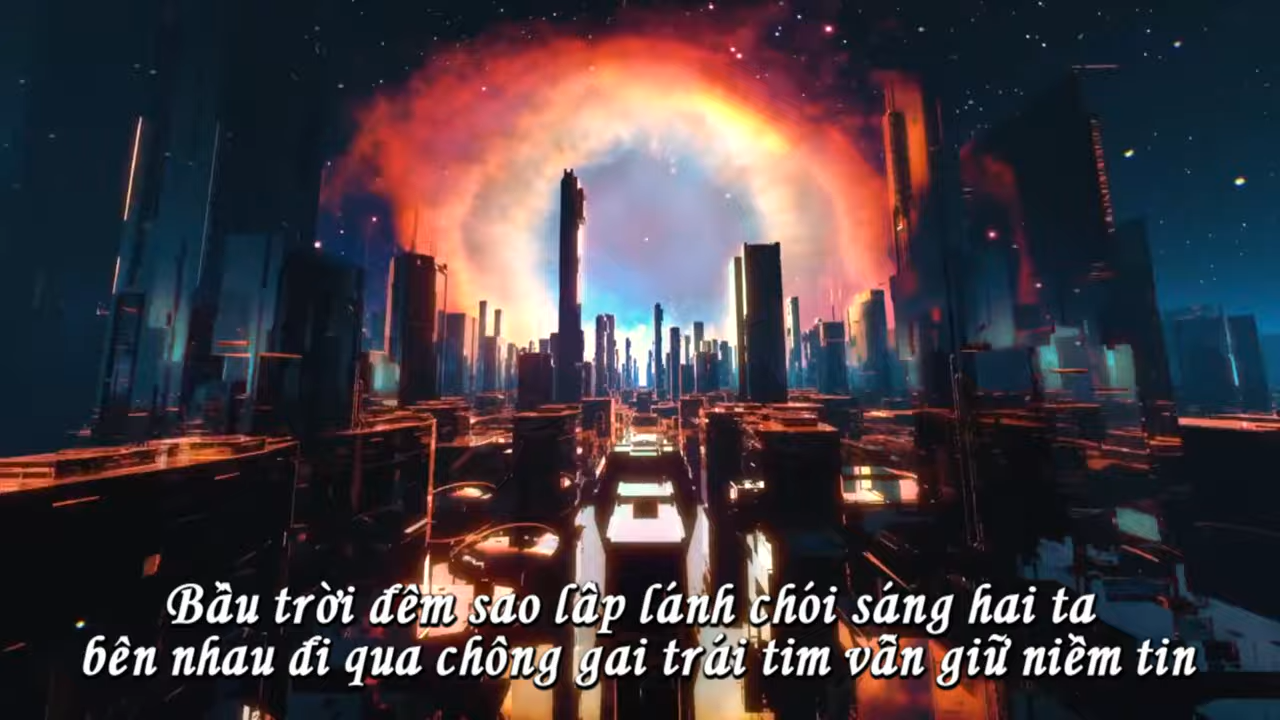 Bầu trời đêm sao lâp lánh chói sáng hai ta
bên nhau đi qua chông gai trái tim vẫn giữ niềm tin